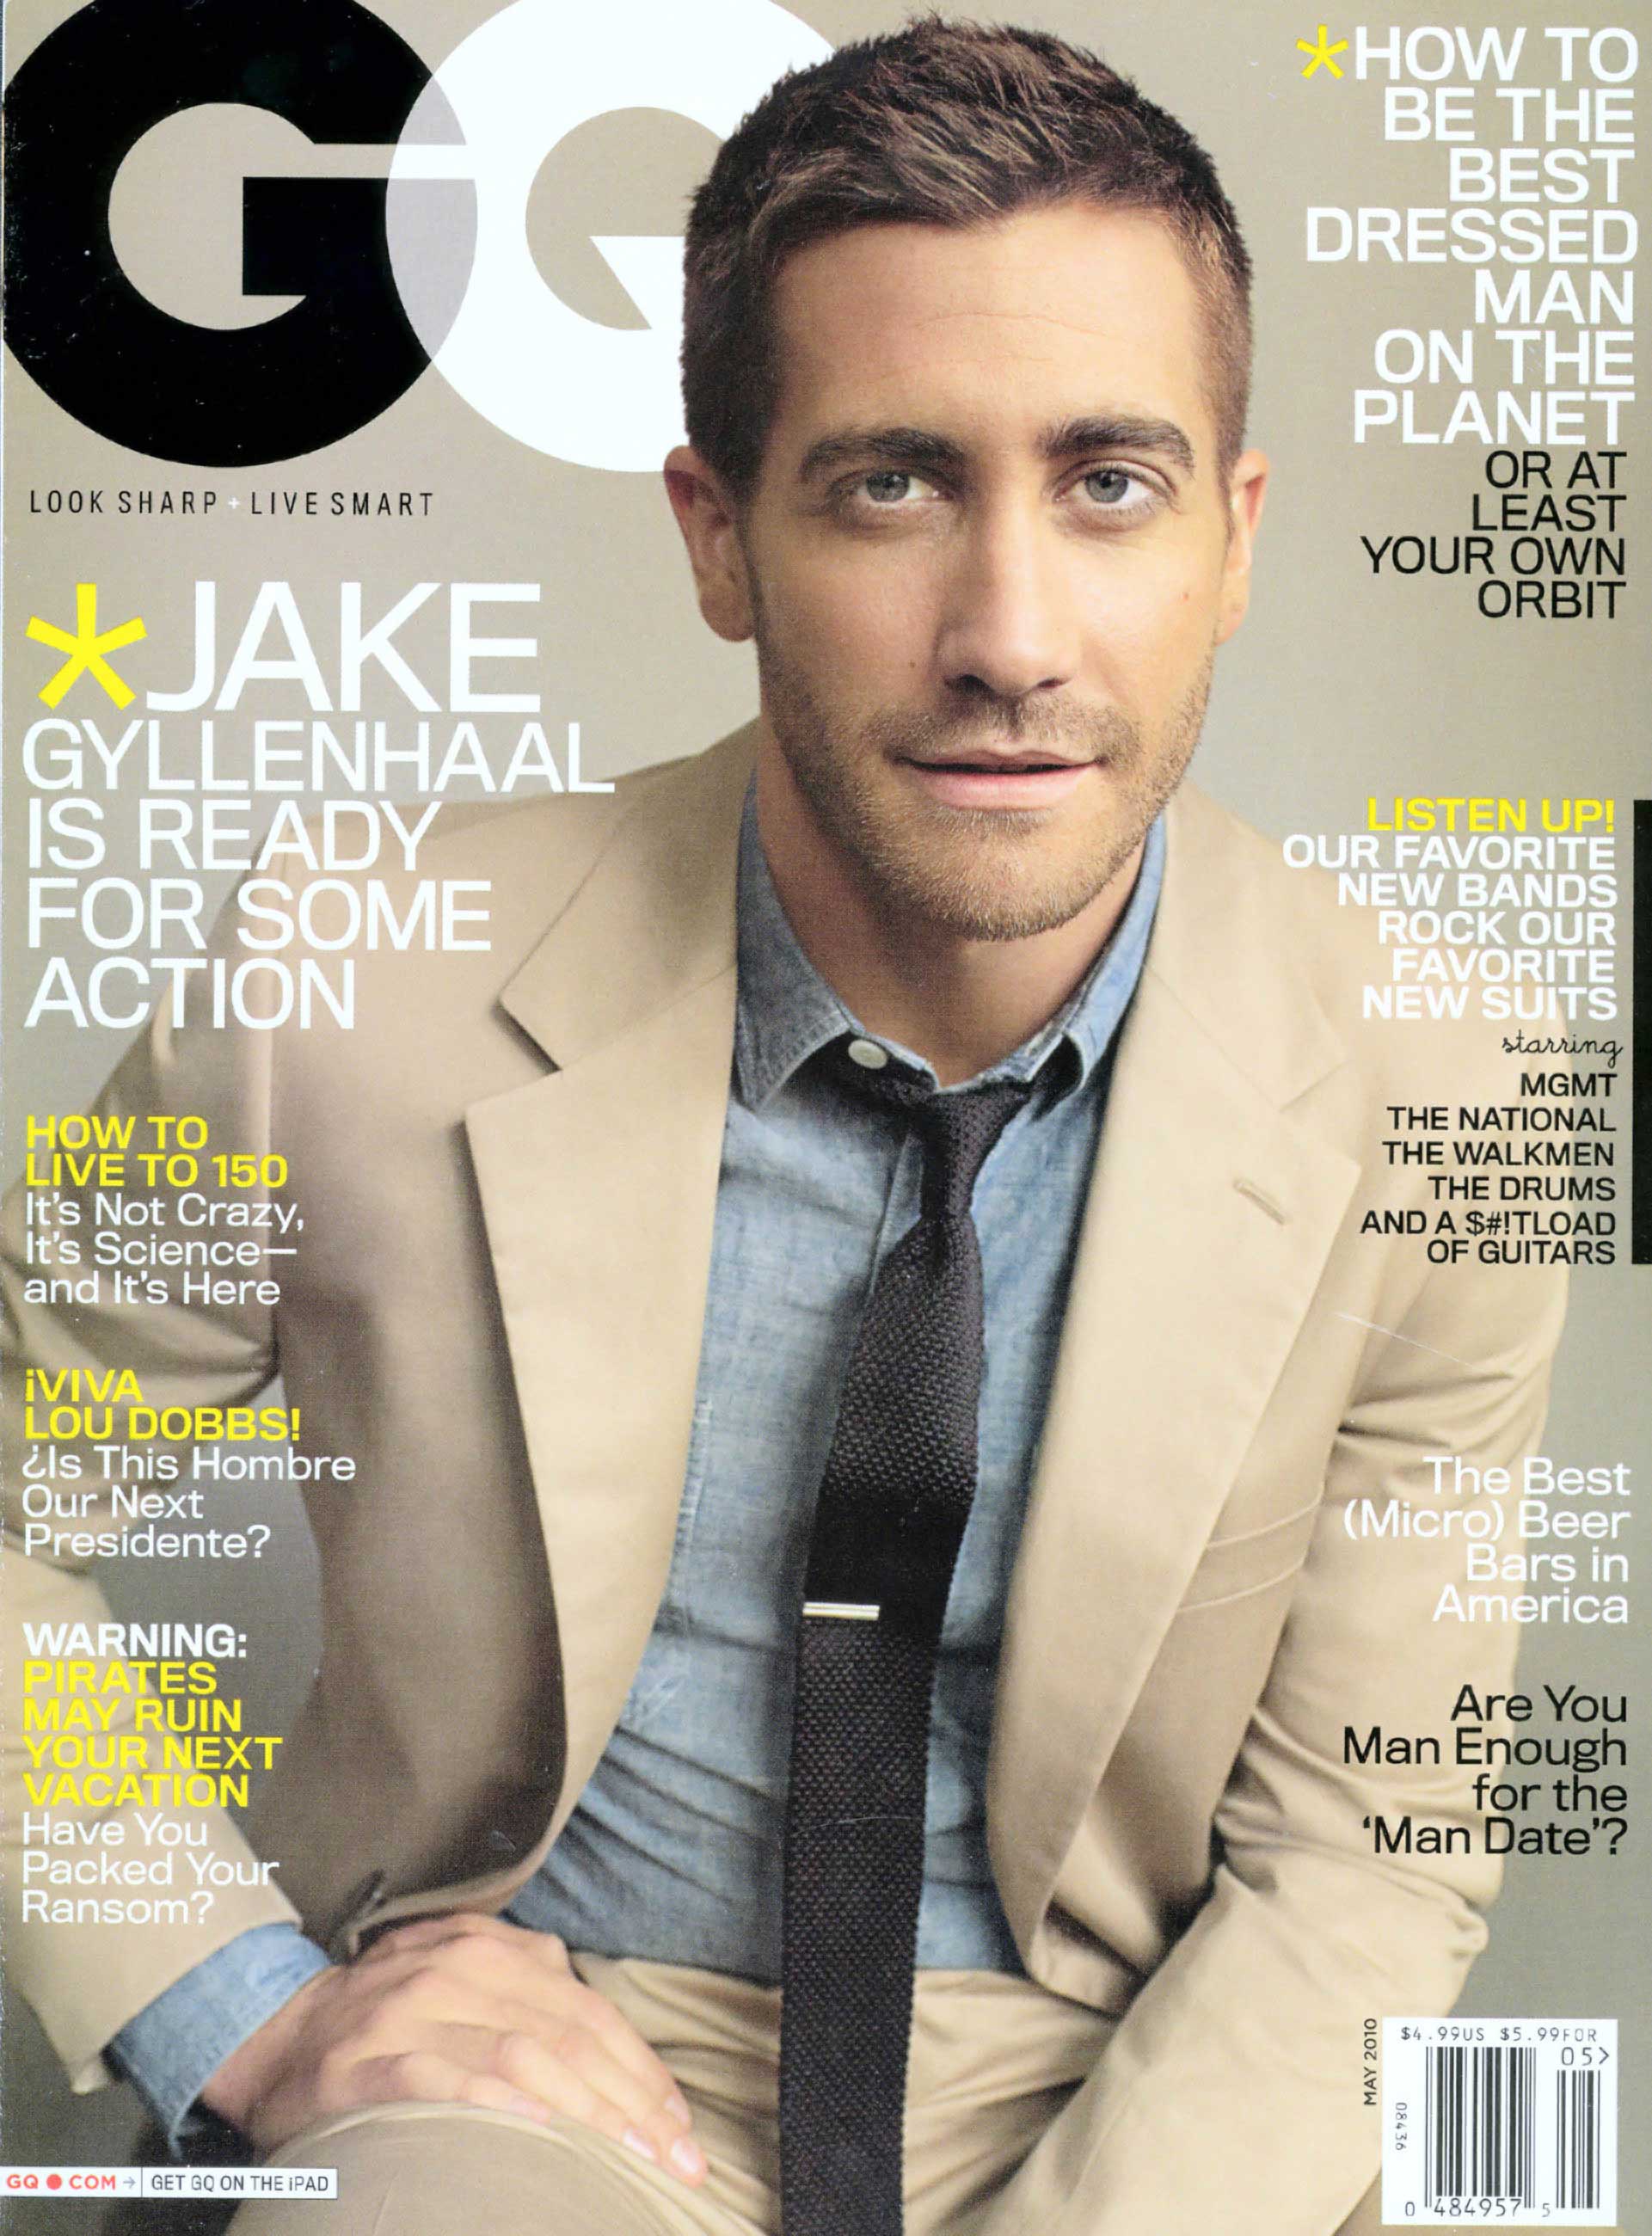 GQ
LOOK SHARP + LIVE SMART
*JAKE
GYLLENHAAL
IS READY
FOR SOME
ACTION
HOW TO
LIVE TO 150
It's Not Crazy,
It's Science—
and It's Here
¡VIVA
LOU DOBBS!
¿Is This Hombre
Our Next
Presidente?
WARNING:
PIRATES
MAY RUIN
YOUR NEXT
VACATION
Have You
Packed Your
Ransom?
GQ●COM→ GET GQ ON THE iPAD
*HOW TO
BE THE
BEST
DRESSED
MAN
ON THE
PLANET
OR AT
LEAST
YOUR OWN
ORBIT
LISTEN UP!
OUR FAVORITE
NEW BANDS
ROCK OUR
FAVORITE
NEW SUITS
starring
MGMT
THE NATIONAL
THE WALKMEN
THE DRUMS
AND A $#!TLOAD
OF GUITARS
The Best
(Micro) Beer
Bars in
America
Are You
Man Enough
for the
'Man Date'?
MAY 2010
$4.99US $5.99FOR
05>
08436
0 484957 5